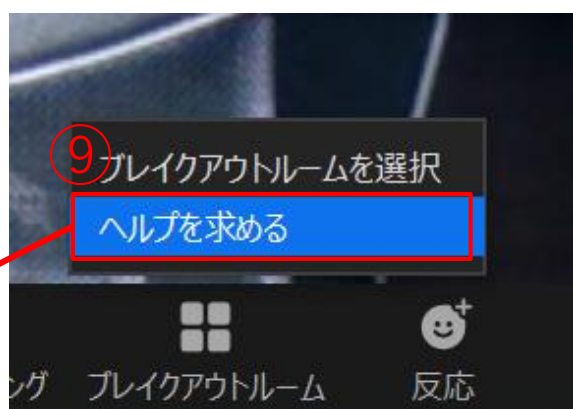 ⑨
ブレイクアウトルームを選択
ヘルプを求める
ング ブレイクアウトルーム 反応